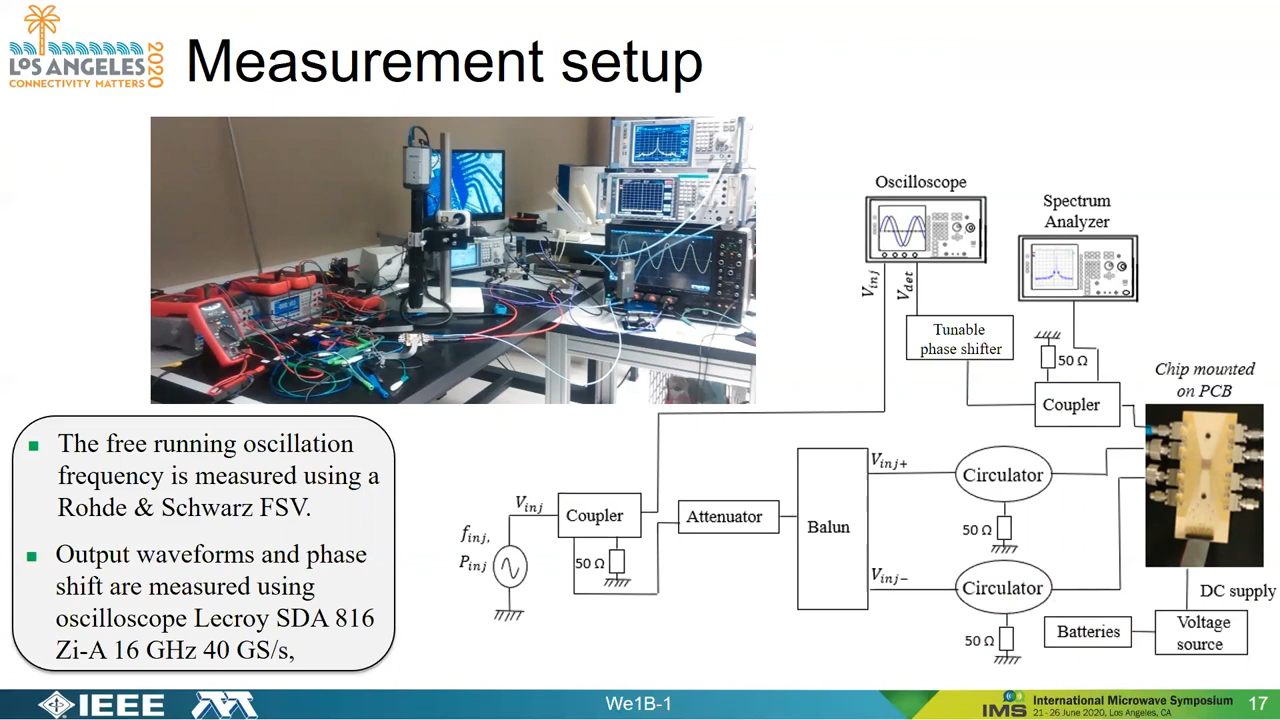 LOS ANGELES
2020
CONNECTIVITY MATTERS
Measurement setup
Oscilloscope
Spectrum
Analyzer
V_inj
V_det
Tunable
phase shifter
50 Ω
Coupler
Chip mounted
on PCB
The free running oscillation
frequency is measured using a
Rohde & Schwarz FSV.
Output waveforms and phase
shift are measured using
oscilloscope Lecroy SDA 816
Zi-A 16 GHz 40 GS/s,
f_inj,
P_inj
V_inj
Coupler
50 Ω
Attenuator
Balun
V_inj+
Circulator
50 Ω
V_inj-
Circulator
50 Ω
DC supply
Batteries
Voltage
source
IEEE
We1B-1
IMS
International Microwave Symposium
21 - 26 June 2020, Los Angeles, CA
17